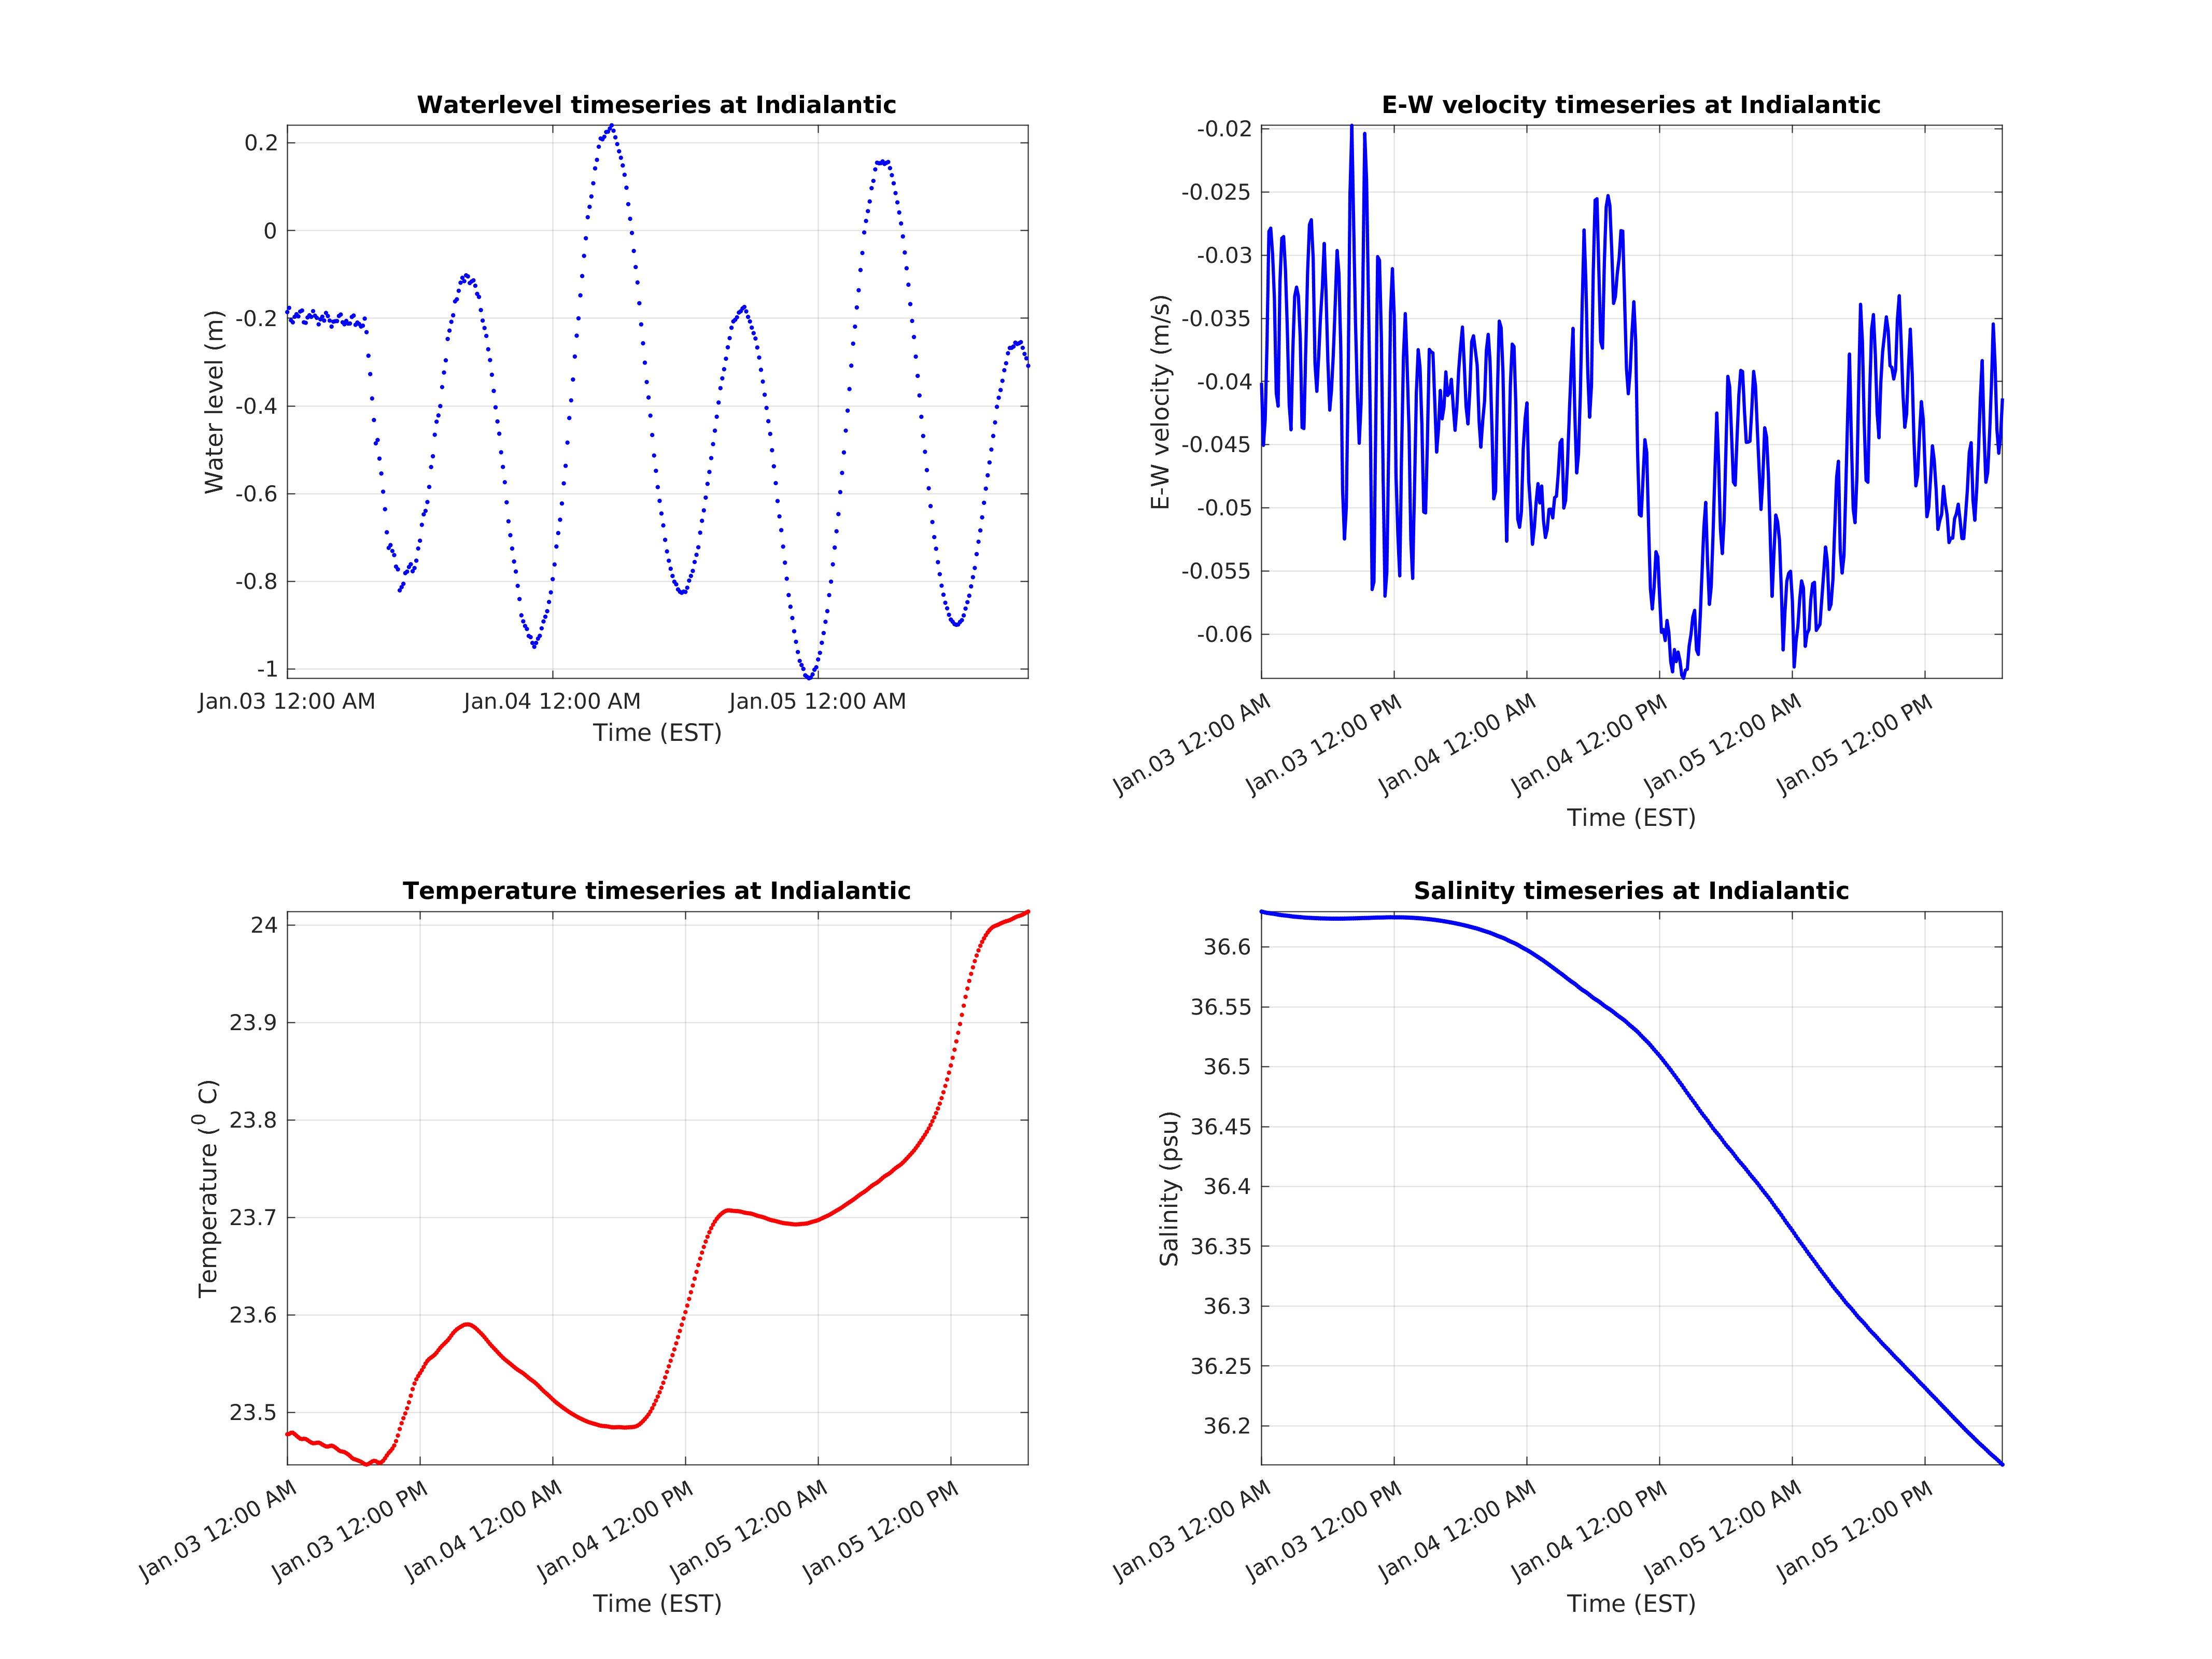 Waterlevel timeseries at Indialantic
0.2
0
-0.2
-0.4
-0.6
-0.8
-1
Water level (m)
Jan.03 12:00 AM
Jan.04 12:00 AM
Jan.05 12:00 AM
Time (EST)
E-W velocity timeseries at Indialantic
-0.02
-0.025
-0.03
-0.035
-0.04
-0.045
-0.05
-0.055
-0.06
E-W velocity (m/s)
Jan.03 12:00 AM
Jan.03 12:00 PM
Jan.04 12:00 AM
Jan.04 12:00 PM
Jan.05 12:00 AM
Jan.05 12:00 PM
Time (EST)
Temperature timeseries at Indialantic
24
23.9
23.8
23.7
23.6
23.5
Temperature (⁰ C)
Jan.03 12:00 AM
Jan.03 12:00 PM
Jan.04 12:00 AM
Jan.04 12:00 PM
Jan.05 12:00 AM
Jan.05 12:00 PM
Time (EST)
Salinity timeseries at Indialantic
36.6
36.55
36.5
36.45
36.4
36.35
36.3
36.25
36.2
Salinity (psu)
Jan.03 12:00 AM
Jan.03 12:00 PM
Jan.04 12:00 AM
Jan.04 12:00 PM
Jan.05 12:00 AM
Jan.05 12:00 PM
Time (EST)